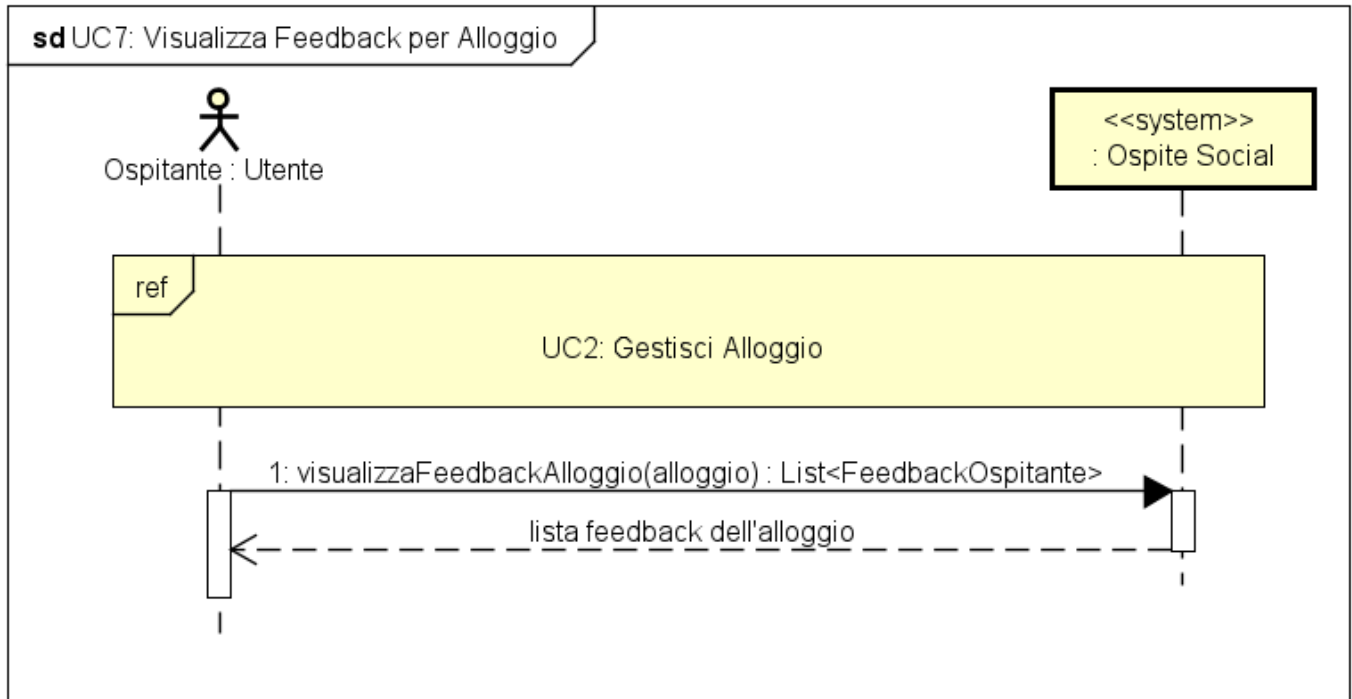 sd UC7: Visualizza Feedback per Alloggio
Ospitante : Utente
<<system>>
: Ospite Social
ref
UC2: Gestisci Alloggio
1: visualizzaFeedbackAlloggio(alloggio) : List<FeedbackOspitante>
lista feedback dell'alloggio